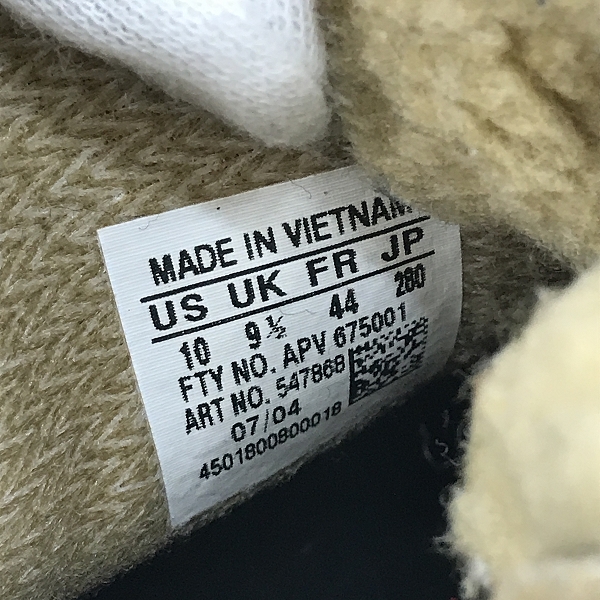 MADE IN VIETNAM
US UK FR JP
10 9½ 44 280
FTY NO. APV 675001
ART NO. 547868
07/04
4501800800018